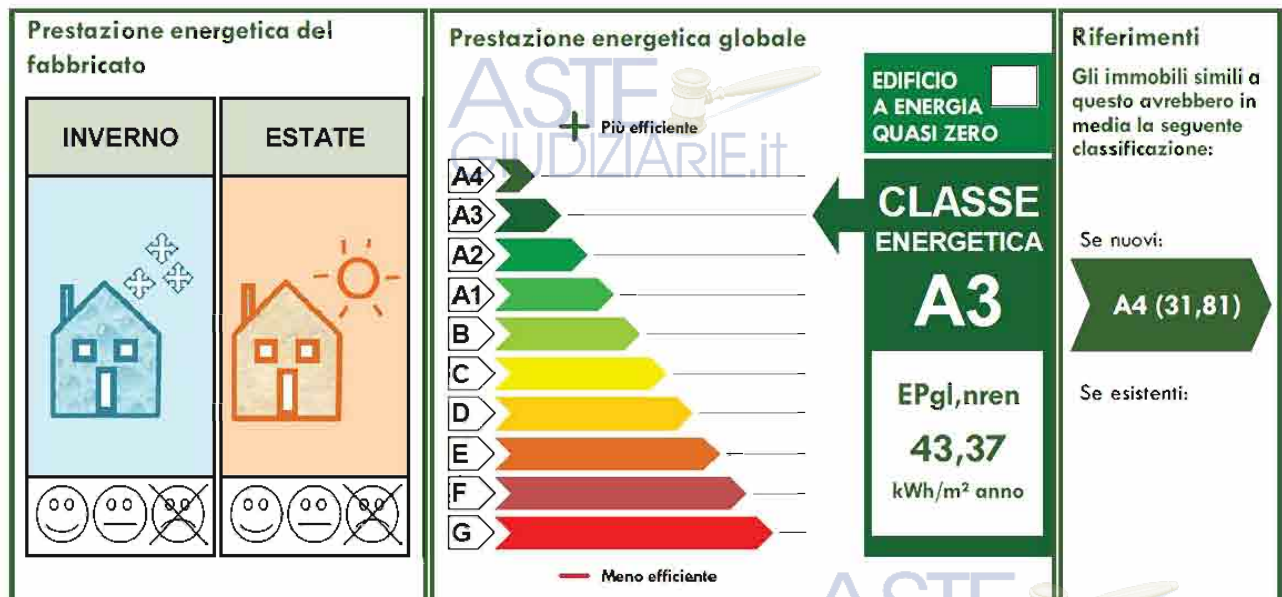 Prestazione energetica del
fabbricato
INVERNO
ESTATE
Prestazione energetica globale
ASTE
GIUDIZIARIE.it
Più efficiente
A4
A3
A2
A1
B
C
D
E
F
G
Meno efficiente
EDIFICIO
A ENERGIA
QUASI ZERO
CLASSE
ENERGETICA
A3
EPgl,nren
43,37
kWh/m² anno
Riferimenti
Gli immobili simili a
questo avrebbero in
media la seguente
classificazione:
Se nuovi:
A4 (31,81)
Se esistenti:
ASTE